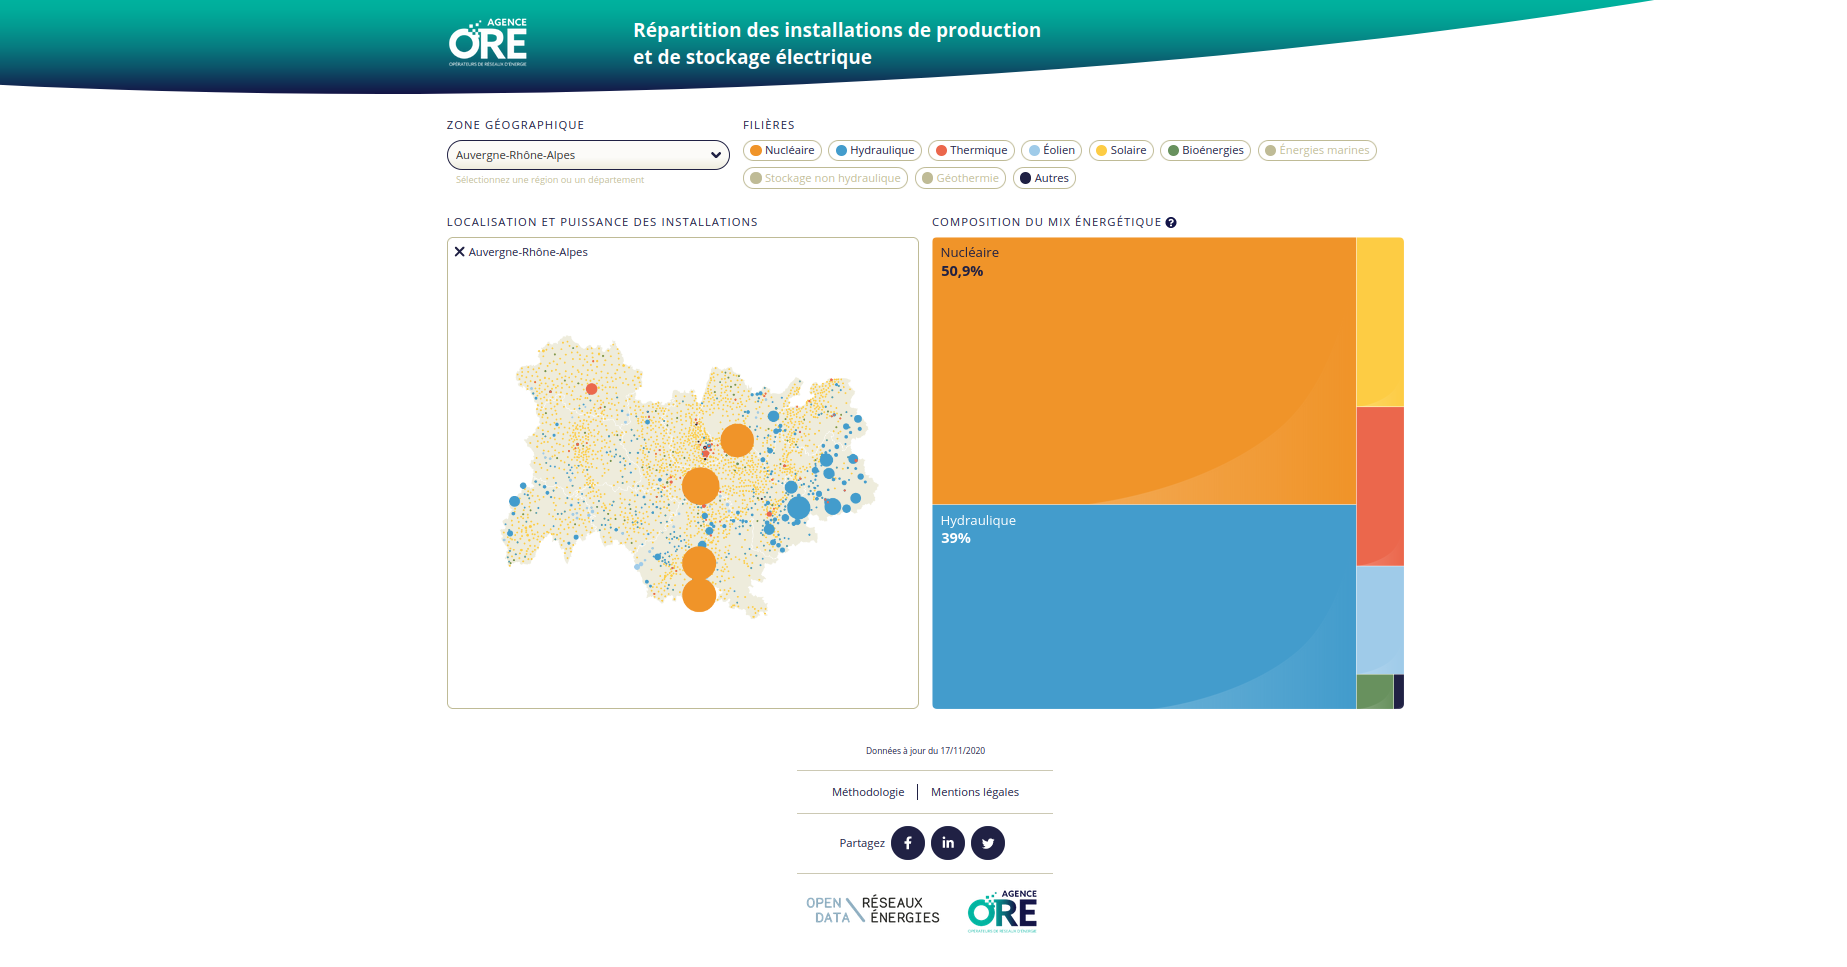 AGENCE
ORE
OPÉRATEURS DE RÉSEAUX D'ÉNERGIE
Répartition des installations de production
et de stockage électrique
ZONE GÉOGRAPHIQUE
Auvergne-Rhône-Alpes
Sélectionnez une région ou un département
FILIÈRES
Nucléaire
Hydraulique
Thermique
Éolien
Solaire
Bioénergies
Énergies marines
Stockage non hydraulique
Géothermie
Autres
LOCALISATION ET PUISSANCE DES INSTALLATIONS
Auvergne-Rhône-Alpes
COMPOSITION DU MIX ÉNERGÉTIQUE ?
Nucléaire
50,9%
Hydraulique
39%
Données à jour du 17/11/2020
Méthodologie
Mentions légales
Partagez
OPEN DATA
RÉSEAUX ÉNERGIES
AGENCE
ORE
OPÉRATEURS DE RÉSEAUX D'ÉNERGIE